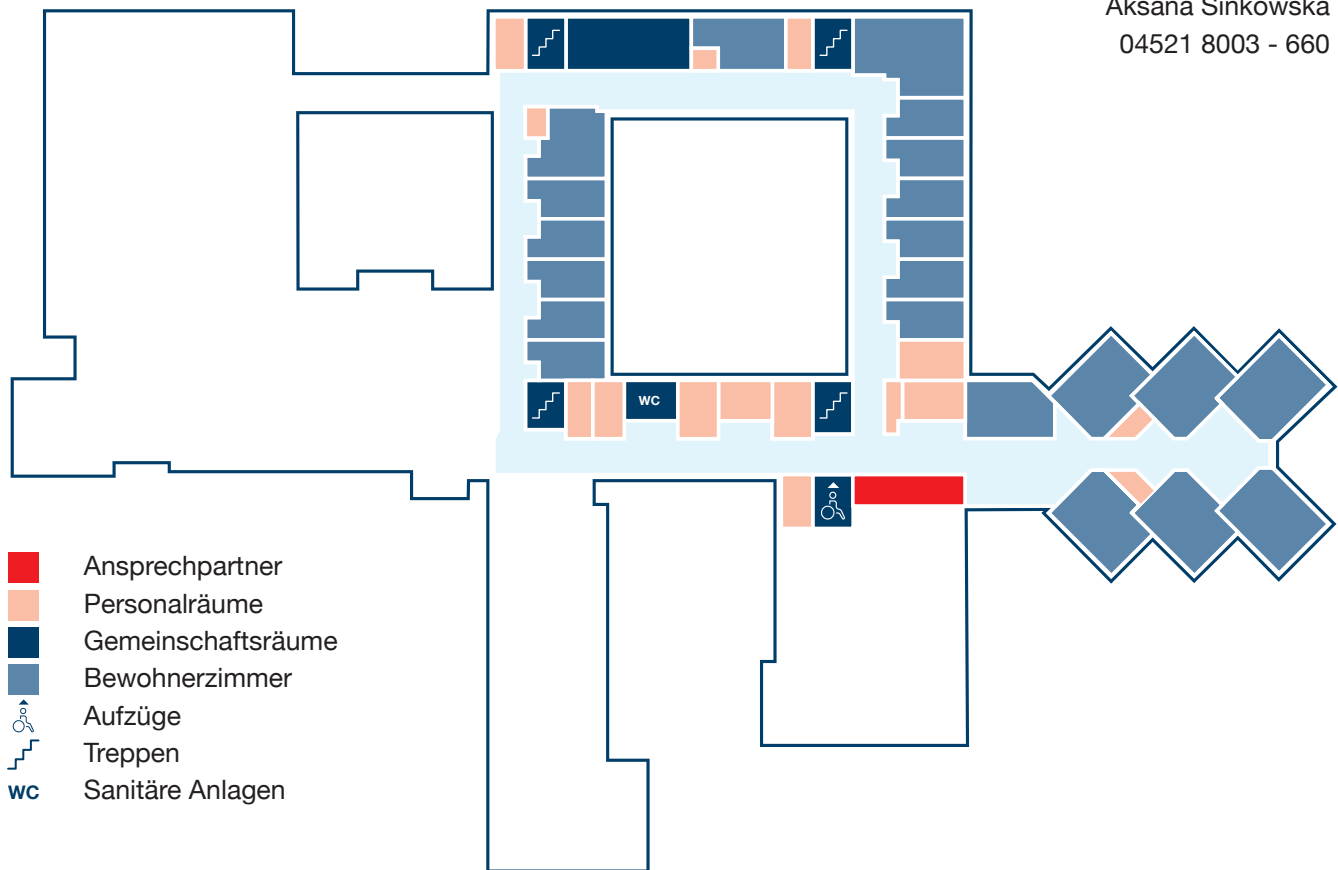 Aksana Sinkowska
04521 8003 - 660
WC
Ansprechpartner
Personalräume
Gemeinschaftsräume
Bewohnerzimmer
Aufzüge
Treppen
WC Sanitäre Anlagen